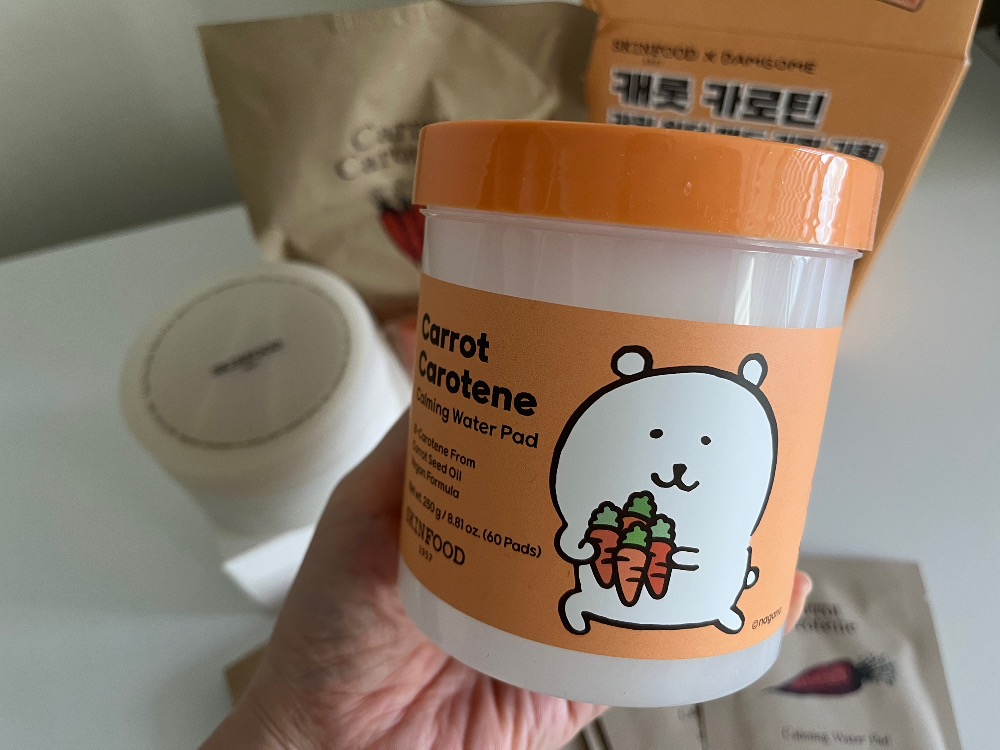 SKINFOOD X DAMGOME
캐롯 카로틴
Carrot
Carotene
Calming Water Pad
β-Carotene From
Carrot Seed Oil
Vegan Formula
Net wt. 250 g / 8.81 oz. (60 Pads)
SKINFOOD
1957
©nagano
Carotene
Calming Water Pad